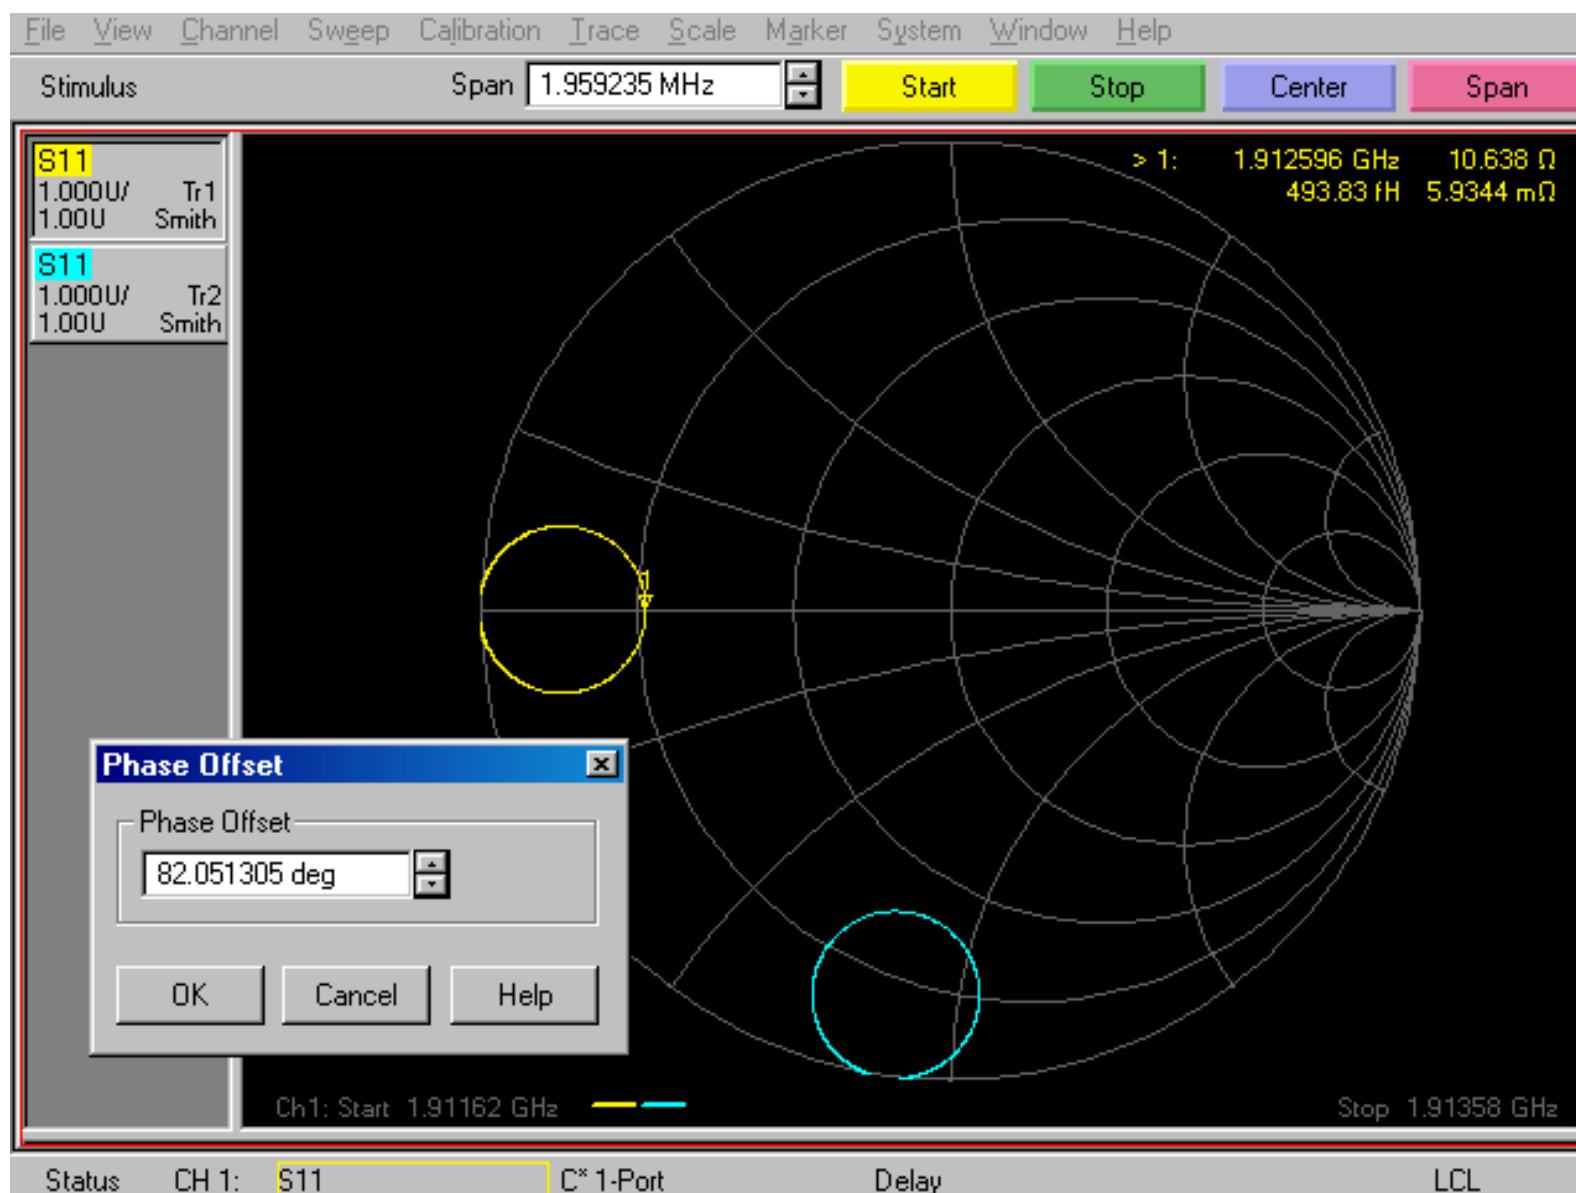 File View Channel Sweep Calibration Trace Scale Marker System Window Help
Stimulus Span 1.959235 MHz Start Stop Center Span
S11
1.000U/ Tr1
1.00U Smith
S11
1.000U/ Tr2
1.00U Smith
> 1: 1.912596 GHz 10.638 Ω
493.83 fH 5.9344 mΩ
1
Phase Offset
Phase Offset
82.051305 deg
OK Cancel Help
Ch1: Start 1.91162 GHz Stop 1.91358 GHz
Status CH 1: S11 C* 1-Port Delay LCL